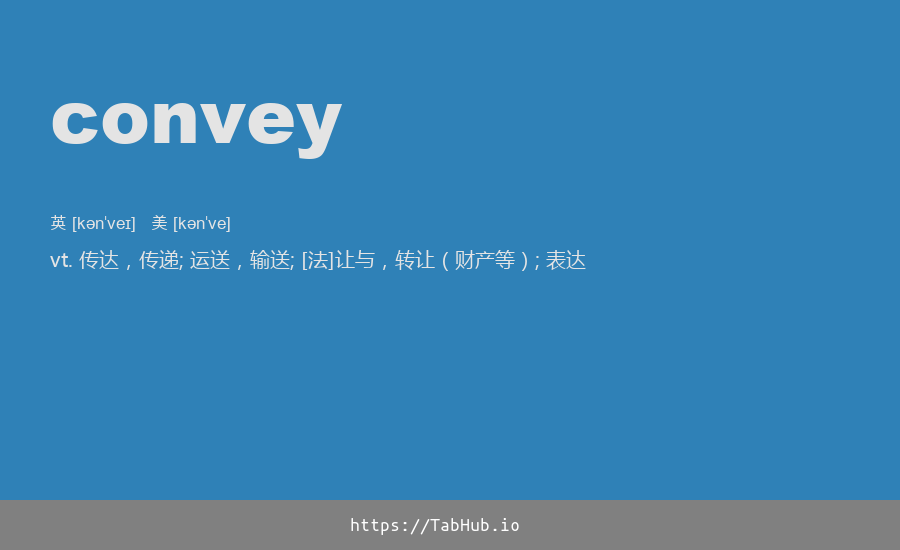 convey
英 [kən'veɪ] 美 [kən've]
vt. 传达，传递; 运送，输送; [法]让与，转让（财产等）; 表达
https://TabHub.io